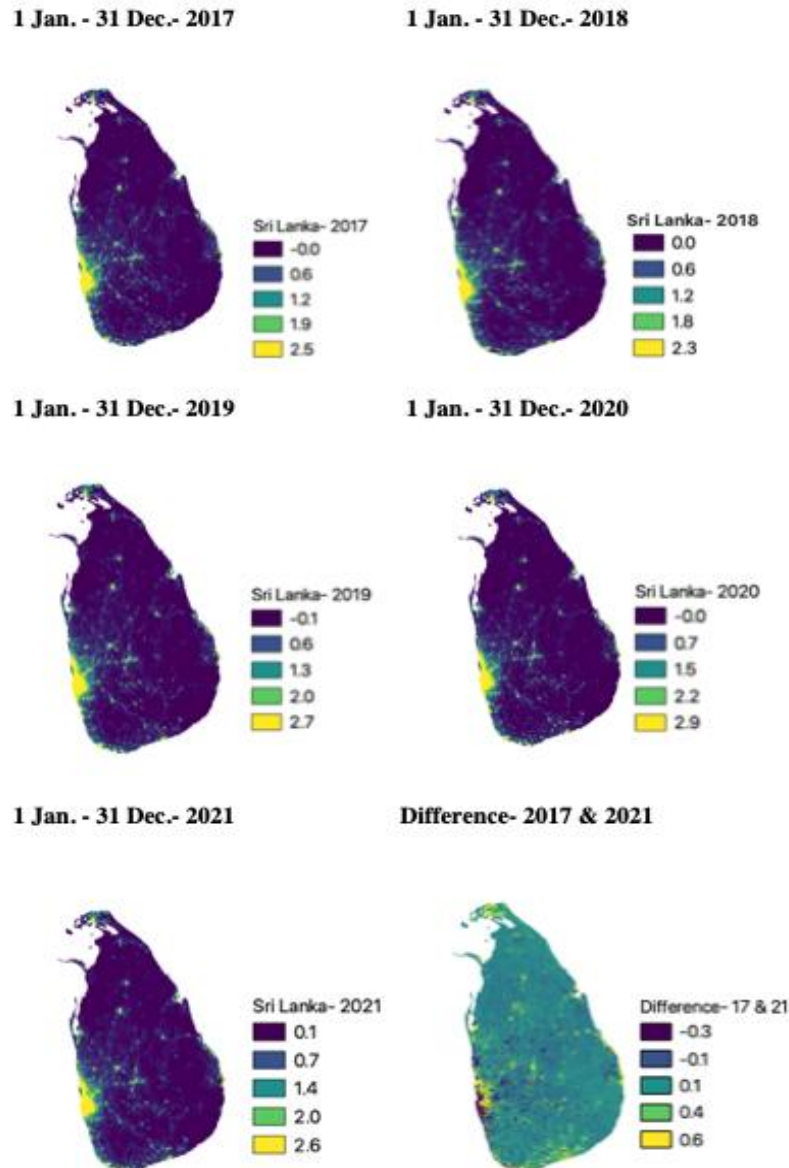 1 Jan. - 31 Dec.- 2017
1 Jan. - 31 Dec.- 2018
Sri Lanka- 2017
-0.0
0.6
1.2
1.9
2.5
Sri Lanka- 2018
0.0
0.6
1.2
1.8
2.3
1 Jan. - 31 Dec.- 2019
1 Jan. - 31 Dec.- 2020
Sri Lanka- 2019
-0.1
0.6
1.3
2.0
2.7
Sri Lanka- 2020
-0.0
0.7
1.5
2.2
2.9
1 Jan. - 31 Dec.- 2021
Difference- 2017 & 2021
Sri Lanka- 2021
0.1
0.7
1.4
2.0
2.6
Difference- 17 & 21
-0.3
-0.1
0.1
0.4
0.6